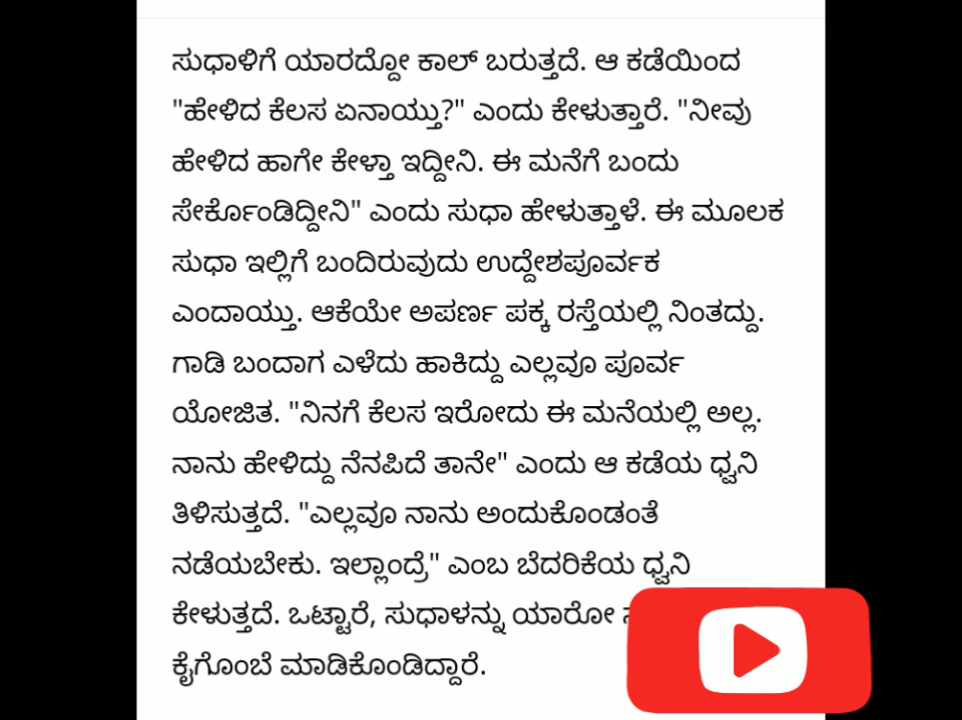 ಸುಧಾಳಿಗೆ ಯಾರದ್ದೋ ಕಾಲ್ ಬರುತ್ತದೆ. ಆ ಕಡೆಯಿಂದ
"ಹೇಳಿದ ಕೆಲಸ ಏನಾಯ್ತು?" ಎಂದು ಕೇಳುತ್ತಾರೆ. "ನೀವು
ಹೇಳಿದ ಹಾಗೇ ಕೇಳ್ತಾ ಇದ್ದೀನಿ. ಈ ಮನೆಗೆ ಬಂದು
ಸೇರ್ಕೊಂಡಿದ್ದೀನಿ" ಎಂದು ಸುಧಾ ಹೇಳುತ್ತಾಳೆ. ಈ ಮೂಲಕ
ಸುಧಾ ಇಲ್ಲಿಗೆ ಬಂದಿರುವುದು ಉದ್ದೇಶಪೂರ್ವಕ
ಎಂದಾಯ್ತು. ಆಕೆಯೇ ಅಪರ್ಣ ಪಕ್ಕ ರಸ್ತೆಯಲ್ಲಿ ನಿಂತದ್ದು.
ಗಾಡಿ ಬಂದಾಗ ಎಳೆದು ಹಾಕಿದ್ದು ಎಲ್ಲವೂ ಪೂರ್ವ
ಯೋಜಿತ. "ನಿನಗೆ ಕೆಲಸ ಇರೋದು ಈ ಮನೆಯಲ್ಲಿ ಅಲ್ಲ.
ನಾನು ಹೇಳಿದ್ದು ನೆನಪಿದೆ ತಾನೇ" ಎಂದು ಆ ಕಡೆಯ ಧ್ವನಿ
ತಿಳಿಸುತ್ತದೆ. "ಎಲ್ಲವೂ ನಾನು ಅಂದುಕೊಂಡಂತೆ
ನಡೆಯಬೇಕು. ಇಲ್ಲಾಂದ್ರೆ" ಎಂಬ ಬೆದರಿಕೆಯ ಧ್ವನಿ
ಕೇಳುತ್ತದೆ. ಒಟ್ಟಾರೆ, ಸುಧಾಳನ್ನು ಯಾರೋ
ಕೈಗೊಂಬೆ ಮಾಡಿಕೊಂಡಿದ್ದಾರೆ.